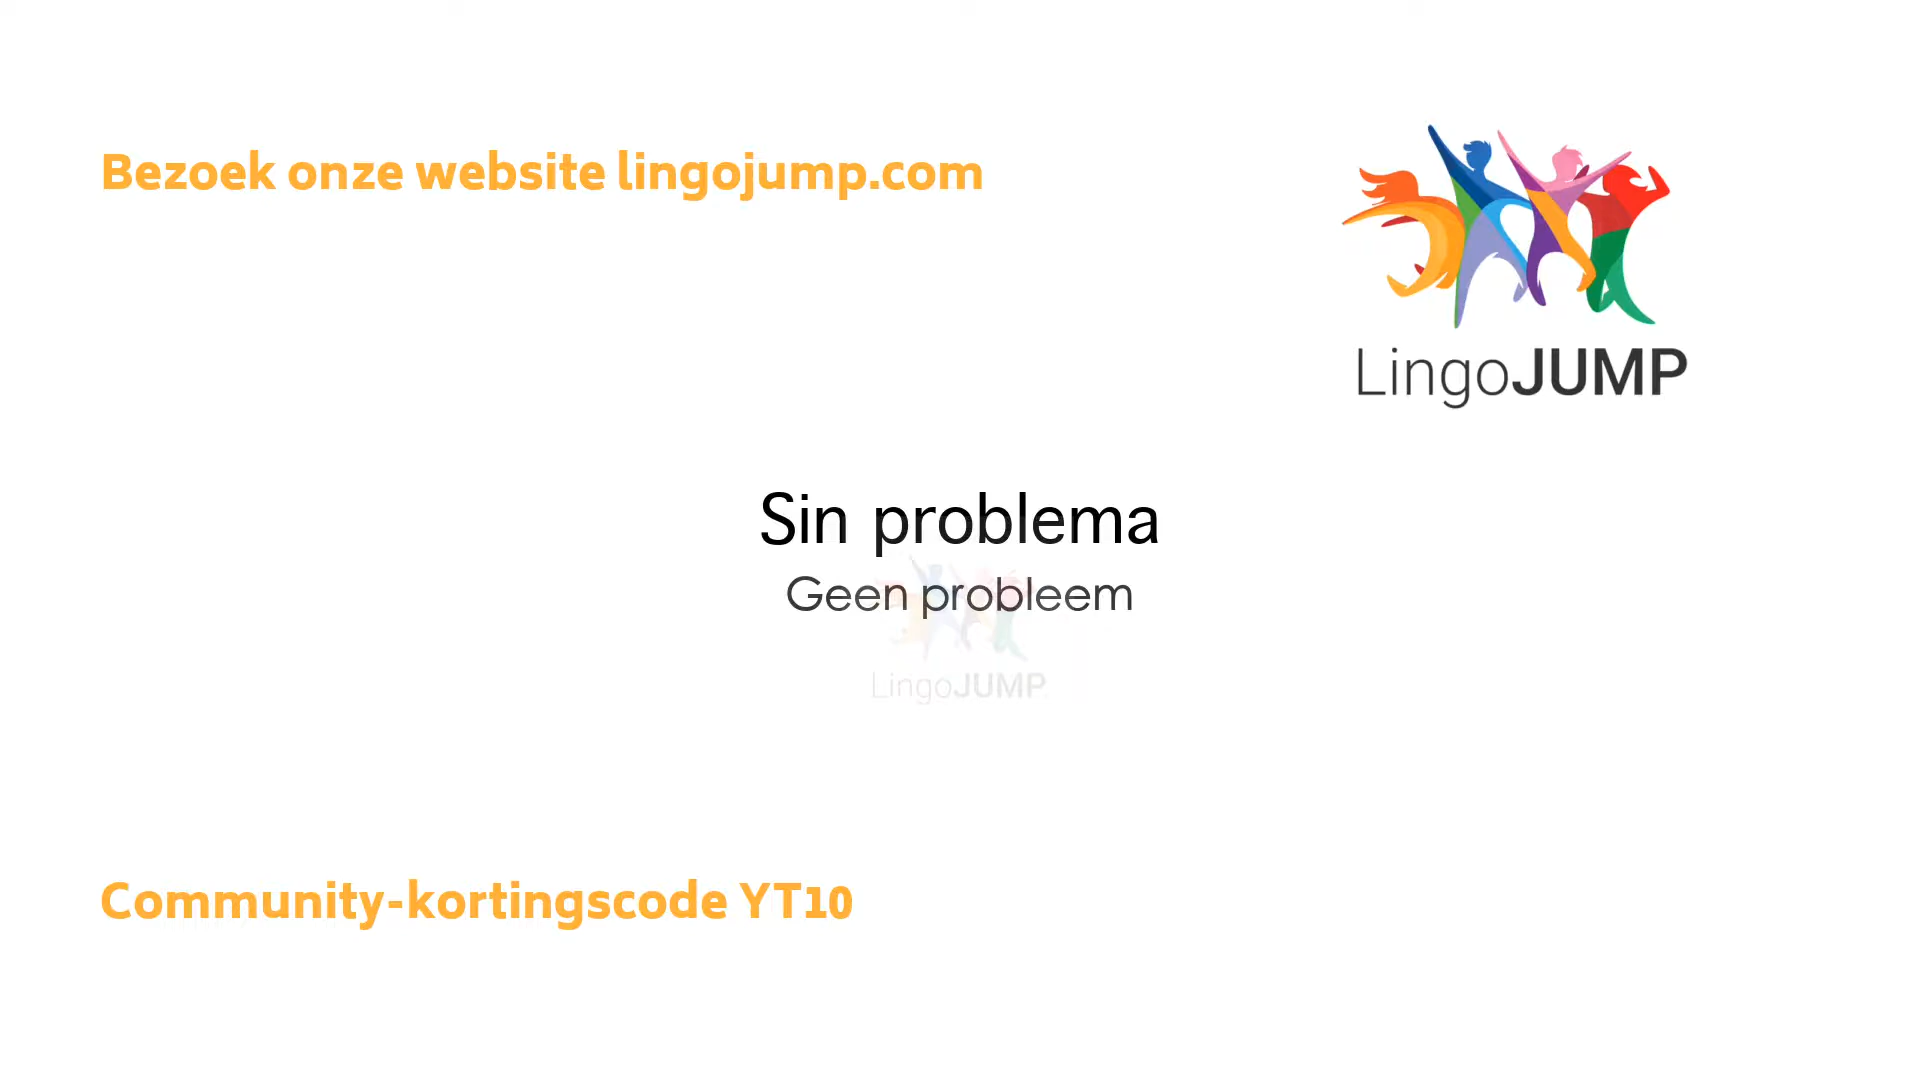 Bezoek onze website lingojump.com
LingoJUMP
Sin problema
Geen probleem
LingoJUMP
Community-kortingscode YT10